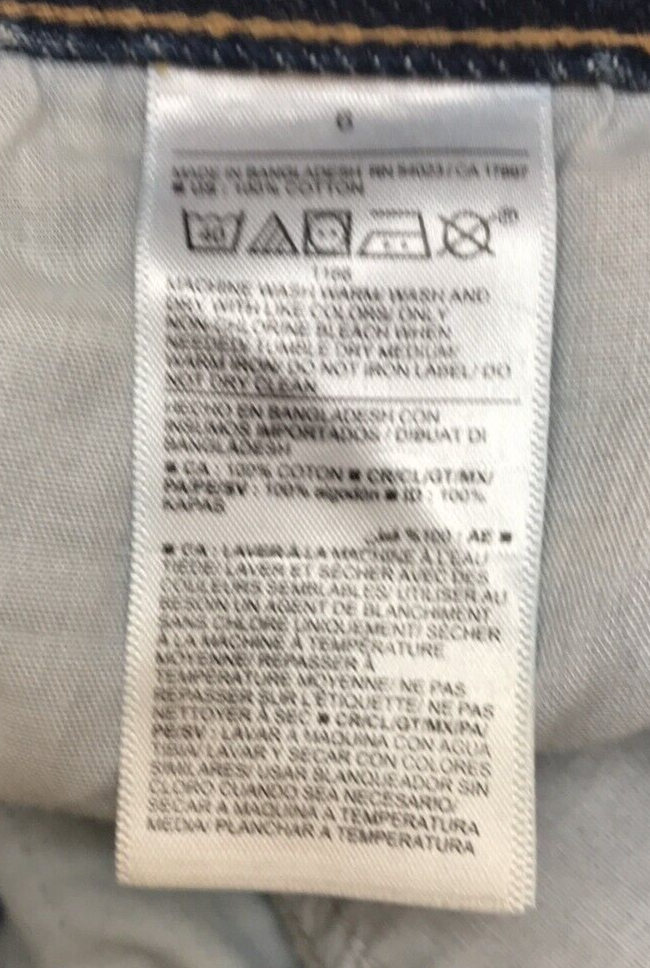 6
MADE IN BANGLADESH RN 54023 / CA 17897
■ US : 100% COTTON
40
1166
MACHINE WASH WARM/ WASH AND
DRY WITH LIKE COLORS/ ONLY
NON-CHLORINE BLEACH WHEN
TUMBLE DRY MEDIUM/
WARM IRON/ DO NOT IRON LABEL/ DO
NOT DRY CLEAN
HECHO EN BANGLADESH CON
INSUMOS IMPORTADOS / DIBUAT DI
BANGLADESH
■ CA : 100% COTON ■ CR/CL/GT/MX/
PA/PE/SV : 100% algodón ■ ID : 100%
KAPAS
%100 : AE ■
■ CA : LAVER À LA MACHINE À L'EAU
TIÈDE/ LAVER ET SÉCHER AVEC DES
COULEURS SEMBLABLES/ UTILISER AU
BESOIN UN AGENT DE BLANCHIMENT
SANS CHLORE UNIQUEMENT/ SÉCHER
À LA MACHINE À TEMPÉRATURE
MOYENNE/ REPASSER À
TEMPÉRATURE MOYENNE/ NE PAS
REPASSER SUR L'ÉTIQUETTE/ NE PAS
NETTOYER À SEC ■ CR/CL/GT/MX/PA/
PE/SV : LAVAR A MAQUINA CON AGUA
TIBIA/ LAVAR Y SECAR CON COLORES
SIMILARES/ USAR BLANQUEADOR SIN
CLORO CUANDO SEA NECESARIO/
SECAR A MAQUINA A TEMPERATURA
MEDIA/ PLANCHAR A TEMPERATURA